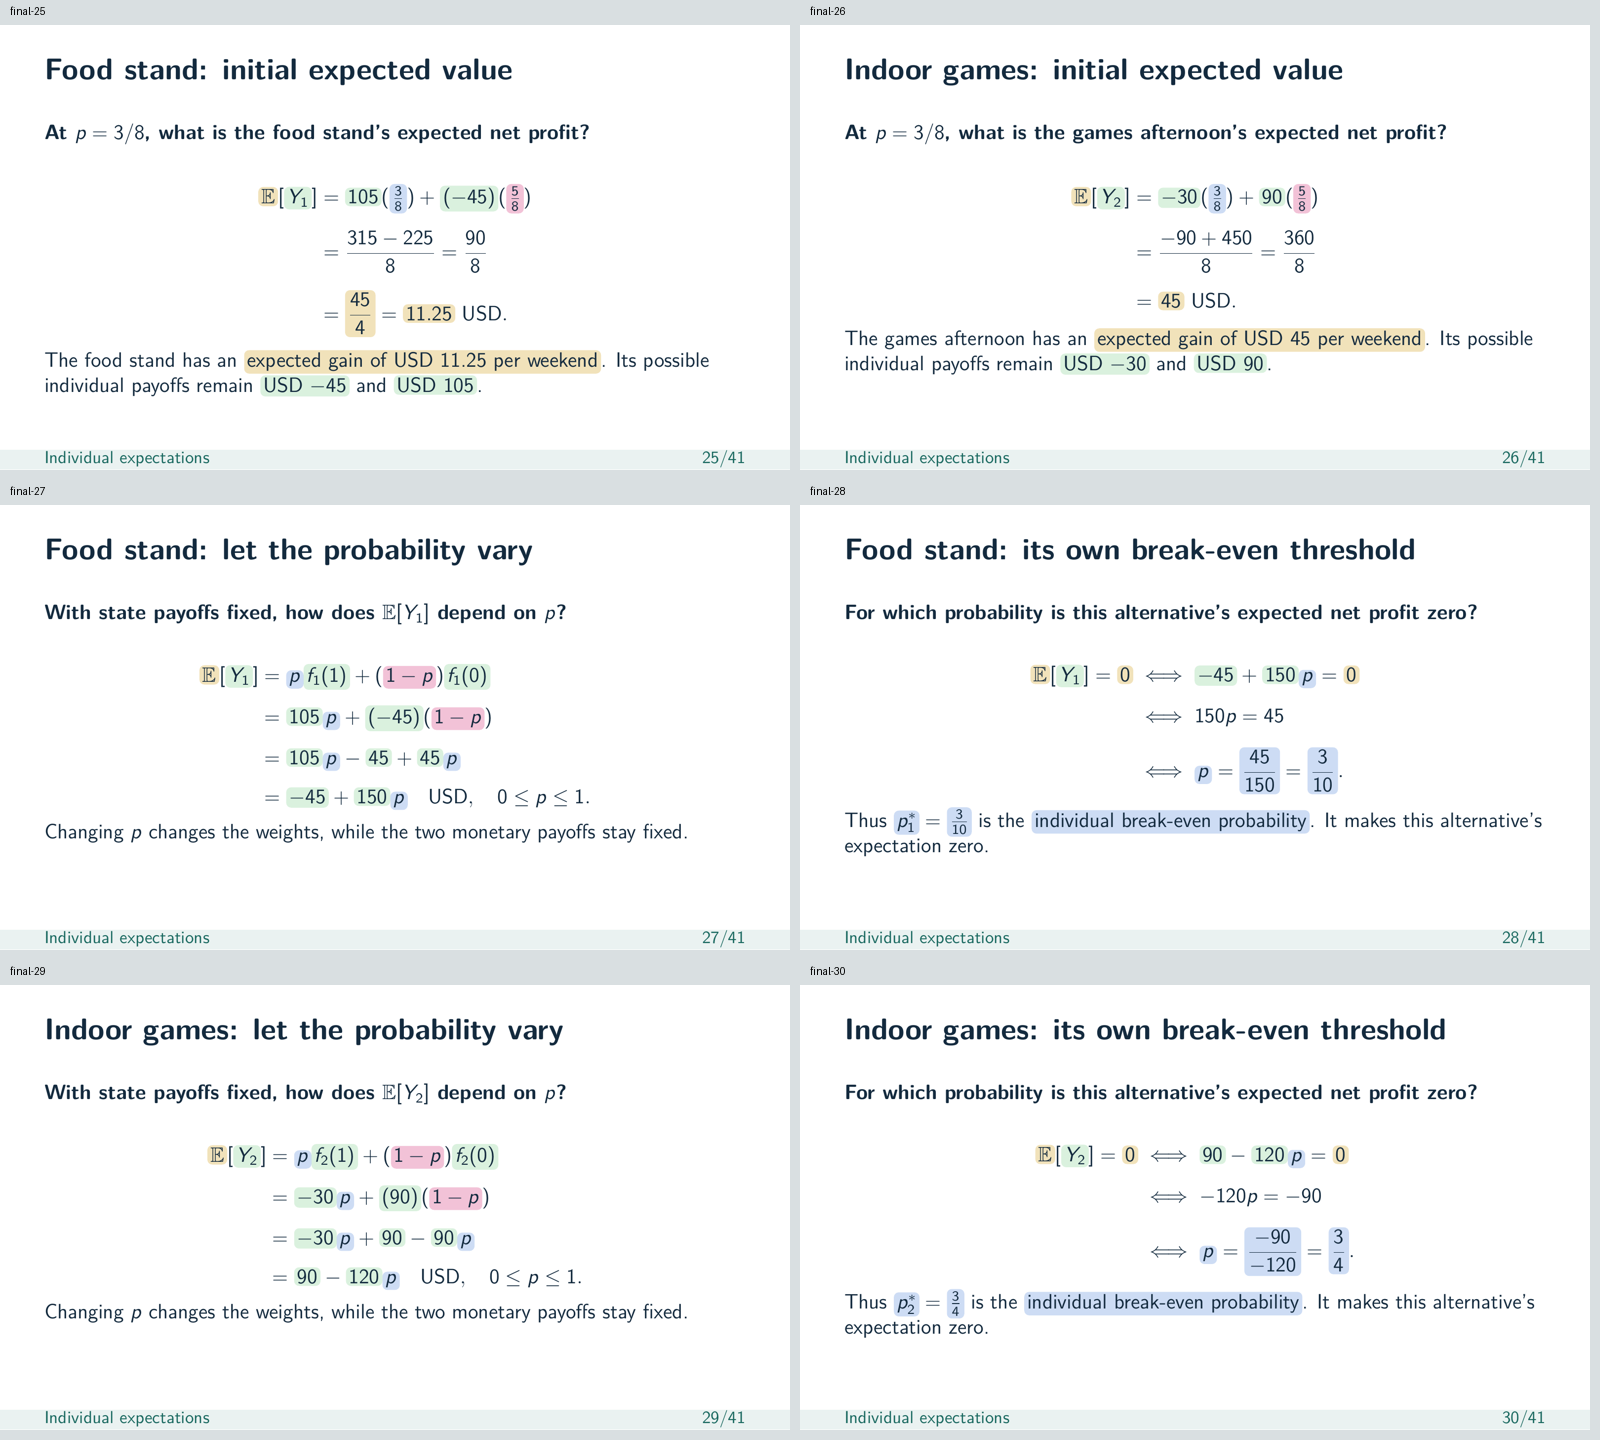 final-25
Food stand: initial expected value
At p = 3/8, what is the food stand's expected net profit?
𝔼[Y₁] = 105(3/8) + (−45)(5/8)
= (315 − 225)/8 = 90/8
= 45/4 = 11.25 USD.
The food stand has an expected gain of USD 11.25 per weekend. Its possible
individual payoffs remain USD −45 and USD 105.
Individual expectations 25/41
final-26
Indoor games: initial expected value
At p = 3/8, what is the games afternoon's expected net profit?
𝔼[Y₂] = −30(3/8) + 90(5/8)
= (−90 + 450)/8 = 360/8
= 45 USD.
The games afternoon has an expected gain of USD 45 per weekend. Its possible
individual payoffs remain USD −30 and USD 90.
Individual expectations 26/41
final-27
Food stand: let the probability vary
With state payoffs fixed, how does 𝔼[Y₁] depend on p?
𝔼[Y₁] = p f₁(1) + (1 − p) f₁(0)
= 105p + (−45)(1 − p)
= 105p − 45 + 45p
= −45 + 150p USD, 0 ≤ p ≤ 1.
Changing p changes the weights, while the two monetary payoffs stay fixed.
Individual expectations 27/41
final-28
Food stand: its own break-even threshold
For which probability is this alternative's expected net profit zero?
𝔼[Y₁] = 0 ⟺ −45 + 150p = 0
⟺ 150p = 45
⟺ p = 45/150 = 3/10.
Thus p₁* = 3/10 is the individual break-even probability. It makes this alternative's
expectation zero.
Individual expectations 28/41
final-29
Indoor games: let the probability vary
With state payoffs fixed, how does 𝔼[Y₂] depend on p?
𝔼[Y₂] = p f₂(1) + (1 − p) f₂(0)
= −30p + (90)(1 − p)
= −30p + 90 − 90p
= 90 − 120p USD, 0 ≤ p ≤ 1.
Changing p changes the weights, while the two monetary payoffs stay fixed.
Individual expectations 29/41
final-30
Indoor games: its own break-even threshold
For which probability is this alternative's expected net profit zero?
𝔼[Y₂] = 0 ⟺ 90 − 120p = 0
⟺ −120p = −90
⟺ p = −90/−120 = 3/4.
Thus p₂* = 3/4 is the individual break-even probability. It makes this alternative's
expectation zero.
Individual expectations 30/41